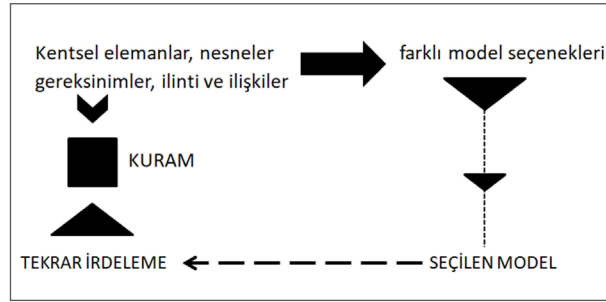 Kentsel elemanlar, nesneler
gereksinimler, ilinti ve ilişkiler
farklı model seçenekleri
KURAM
TEKRAR İRDELEME
SEÇİLEN MODEL